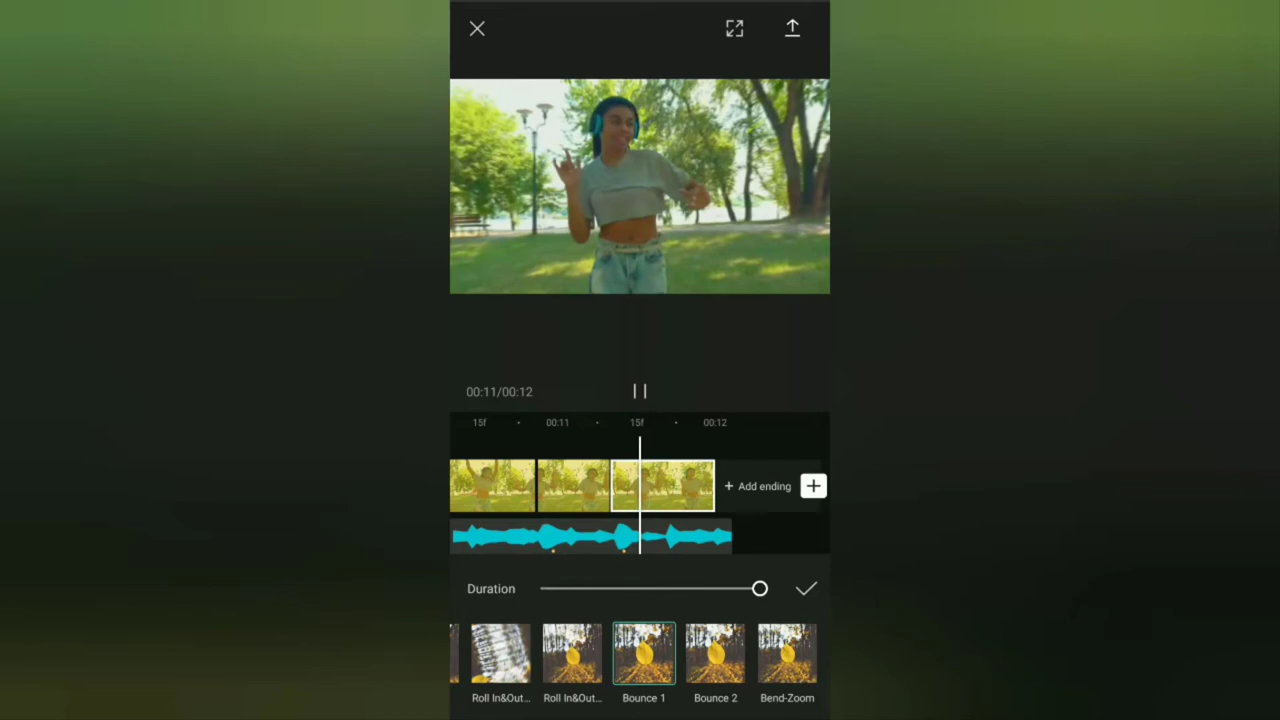 00:11/00:12
15f 00:11 15f 00:12
+ Add ending
Duration
Roll In&Out... Roll In&Out... Bounce 1 Bounce 2 Bend-Zoom